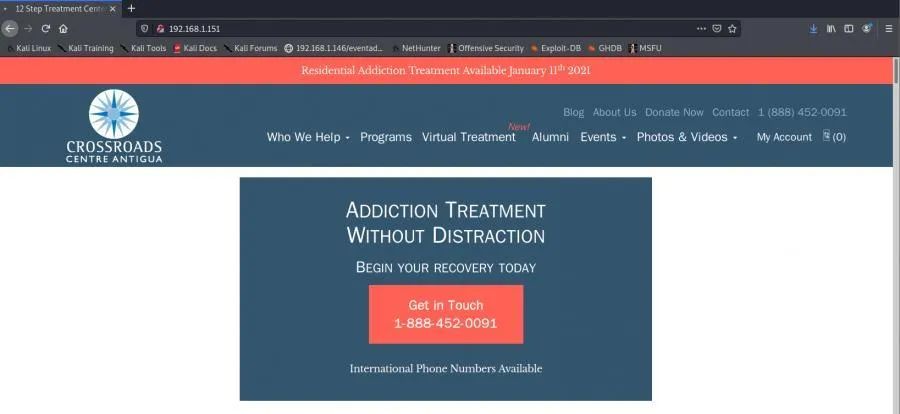 12 Step Treatment Cente
192.168.1.151
Kali Linux Kali Training Kali Tools Kali Docs Kali Forums 192.168.1.146/eventad… NetHunter Offensive Security Exploit-DB GHDB MSFU
Residential Addiction Treatment Available January 11th 2021
Blog About Us Donate Now Contact 1 (888) 452-0091
New!
Who We Help Programs Virtual Treatment Alumni Events Photos & Videos My Account (0)
CROSSROADS
CENTRE ANTIGUA
ADDICTION TREATMENT
WITHOUT DISTRACTION
BEGIN YOUR RECOVERY TODAY
Get in Touch
1-888-452-0091
International Phone Numbers Available